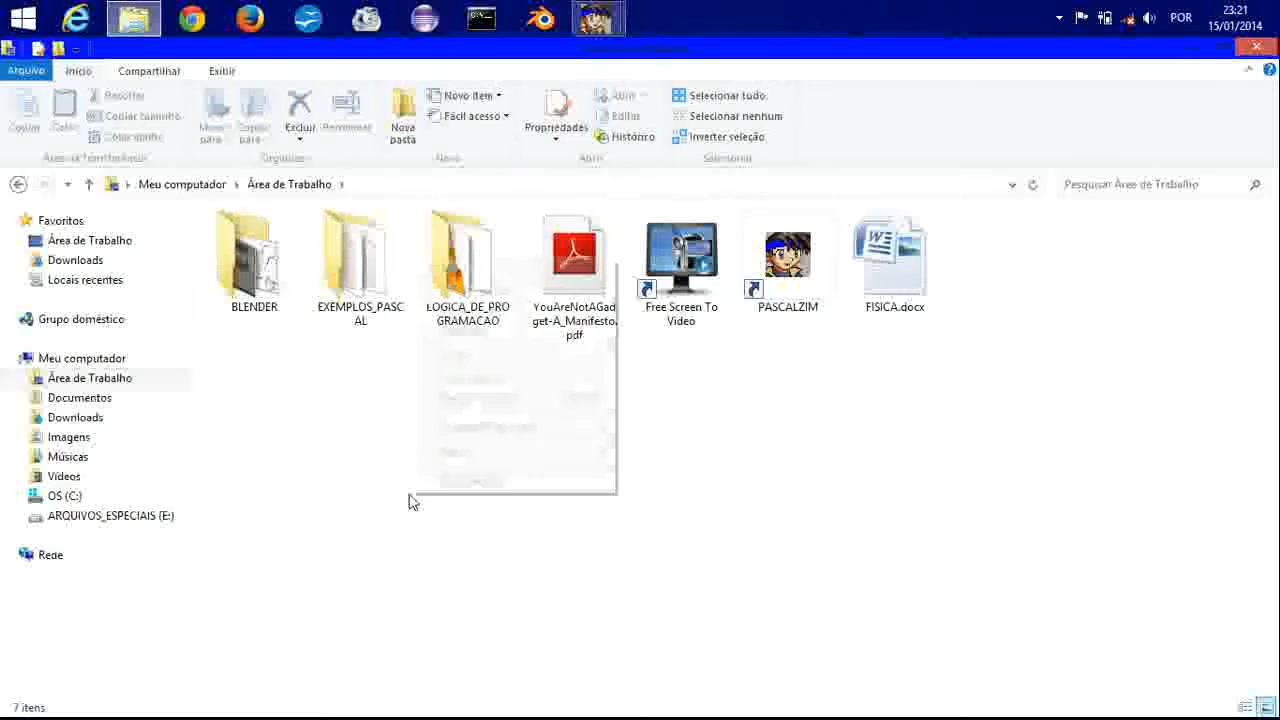 POR
23:21
15/01/2014
Arquivo
Início
Compartilhar
Exibir
Copiar
Colar
Recortar
Copiar caminho
Colar atalho
Mover
para
Copiar
para
Excluir
Renomear
Nova
pasta
Novo item
Fácil acesso
Propriedades
Abrir
Editar
Histórico
Selecionar tudo
Selecionar nenhum
Inverter seleção
Área de Transferência
Organizar
Novo
Abrir
Selecionar
Meu computador
Área de Trabalho
Pesquisar Área de Trabalho
Favoritos
Área de Trabalho
Downloads
Locais recentes
Grupo doméstico
Meu computador
Área de Trabalho
Documentos
Downloads
Imagens
Músicas
Vídeos
OS (C:)
ARQUIVOS_ESPECIAIS (E:)
Rede
BLENDER
EXEMPLOS_PASC
AL
LOGICA_DE_PRO
GRAMACAO
YouAreNotAGad
get-A_Manifesto.
pdf
Free Screen To
Video
PASCALZIM
FISICA.docx
7 itens